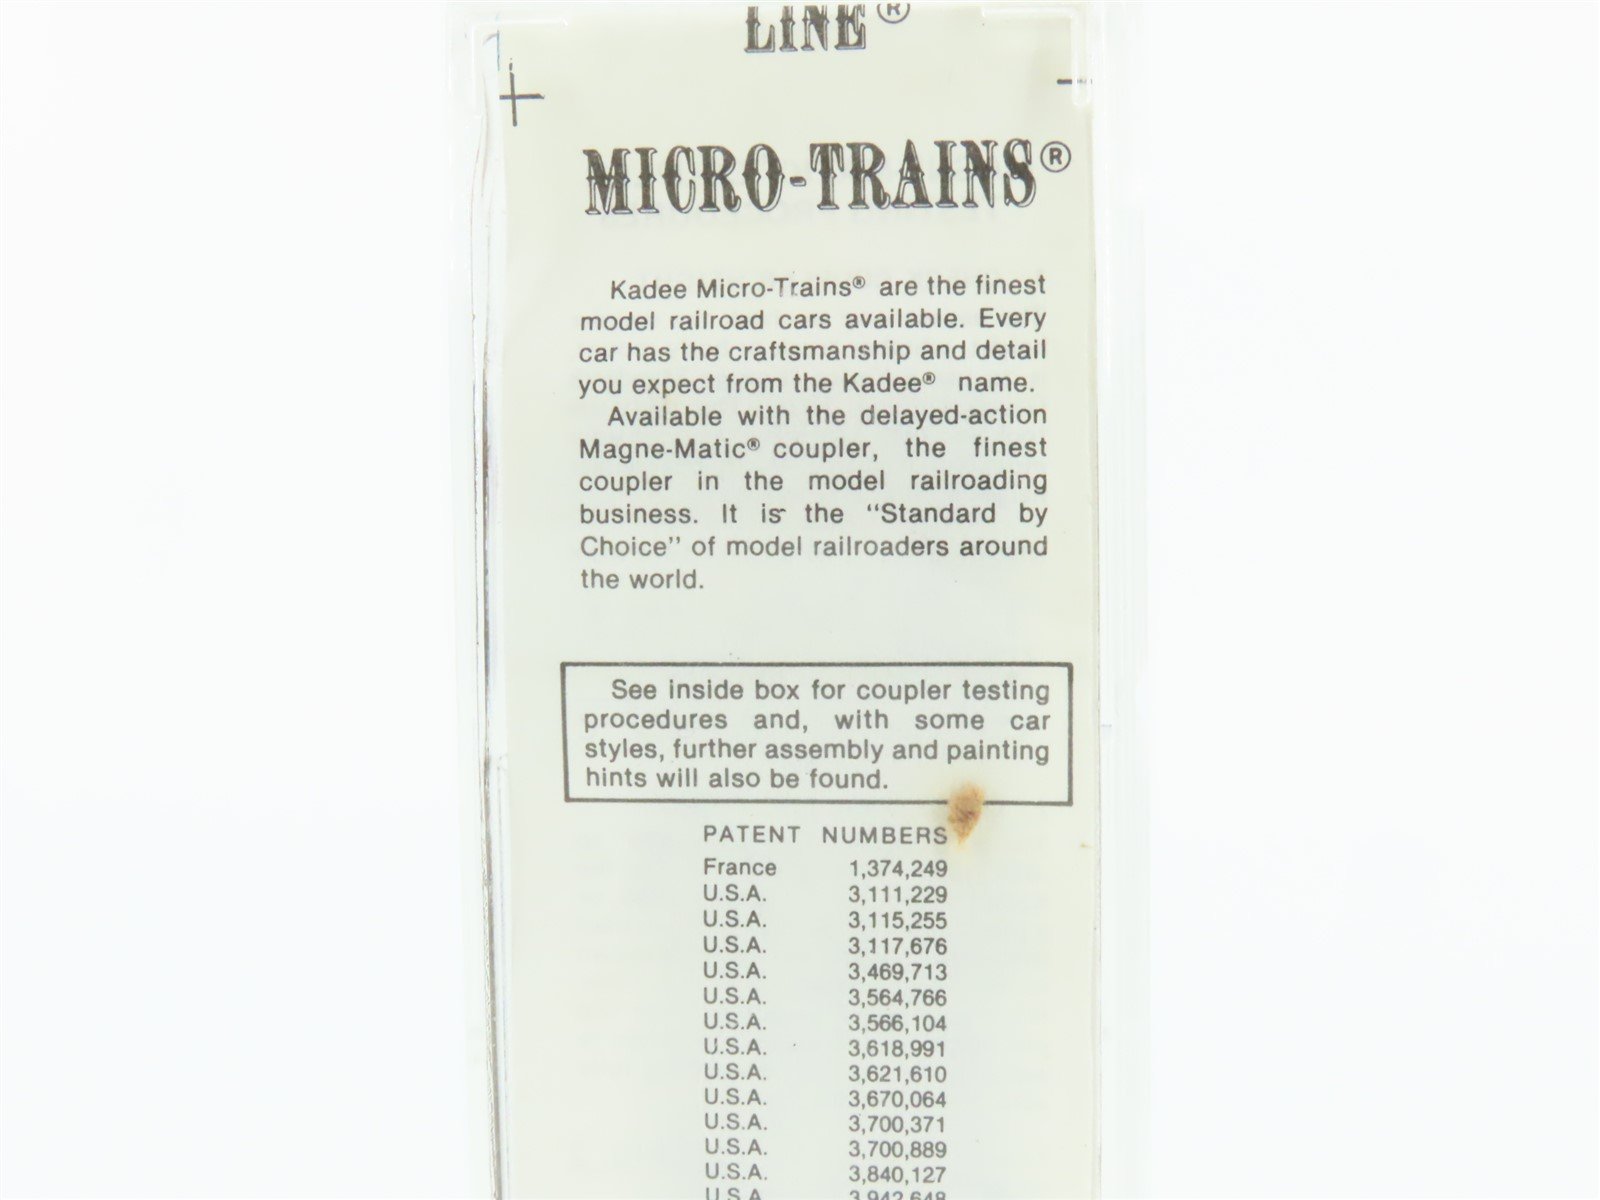 LINE®
MICRO-TRAINS®
Kadee Micro-Trains® are the finest
model railroad cars available. Every
car has the craftsmanship and detail
you expect from the Kadee® name.
Available with the delayed-action
Magne-Matic® coupler, the finest
coupler in the model railroading
business. It is the “Standard by
Choice” of model railroaders around
the world.
See inside box for coupler testing
procedures and, with some car
styles, further assembly and painting
hints will also be found.
PATENT NUMBERS
France 1,374,249
U.S.A. 3,111,229
U.S.A. 3,115,255
U.S.A. 3,117,676
U.S.A. 3,469,713
U.S.A. 3,564,766
U.S.A. 3,566,104
U.S.A. 3,618,991
U.S.A. 3,621,610
U.S.A. 3,670,064
U.S.A. 3,700,371
U.S.A. 3,700,889
U.S.A. 3,840,127
U.S.A. 3,942,648